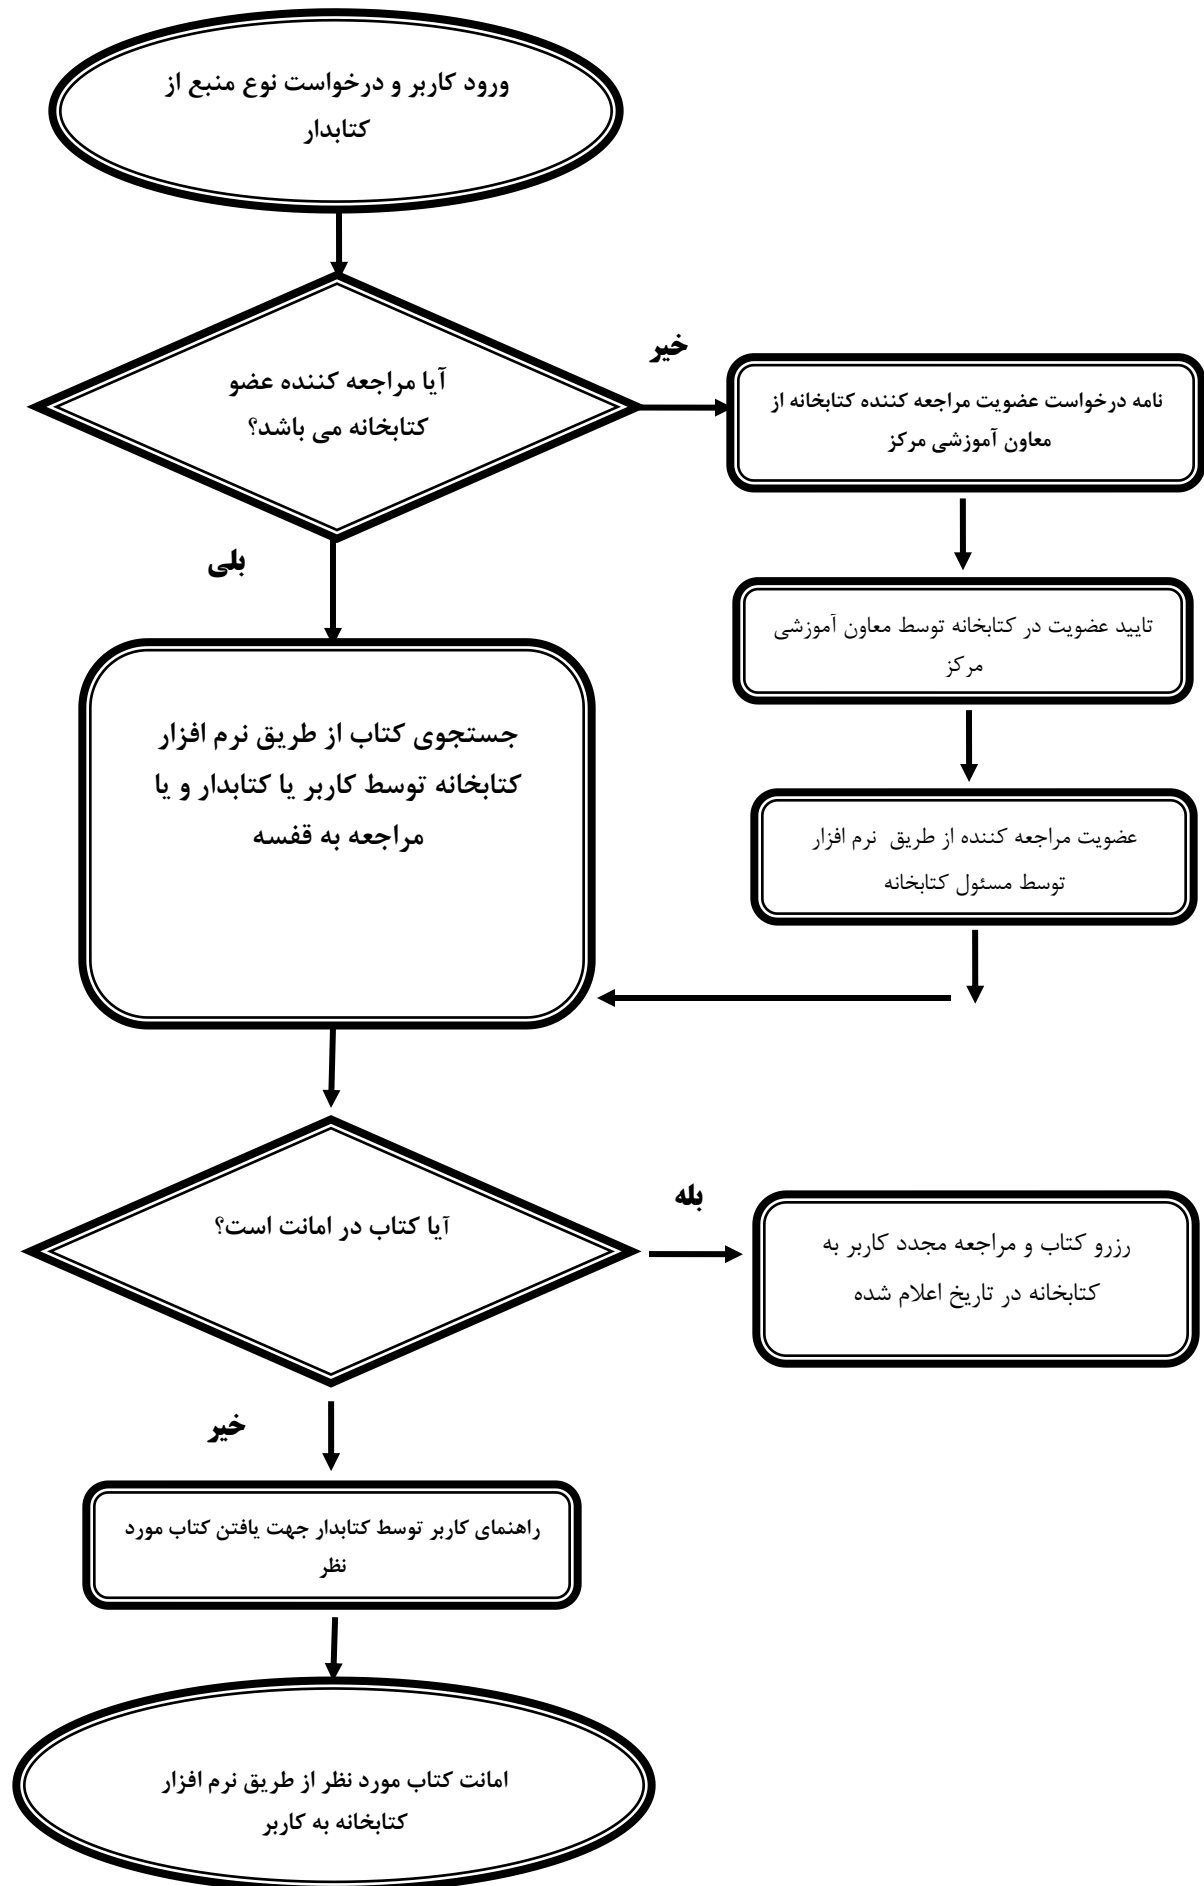 ورود کاربر و درخواست نوع منبع از
کتابدار
آیا مراجعه کننده عضو
کتابخانه می باشد؟
خیر
نامه درخواست عضویت مراجعه کننده کتابخانه از
معاون آموزشی مرکز
بلی
تایید عضویت در کتابخانه توسط معاون آموزشی
مرکز
جستجوی کتاب از طریق نرم افزار
کتابخانه توسط کاربر یا کتابدار و یا
مراجعه به قفسه
عضویت مراجعه کننده از طریق  نرم افزار
توسط مسئول کتابخانه
آیا کتاب در امانت است؟
بله
رزرو کتاب و مراجعه مجدد کاربر به
کتابخانه در تاریخ اعلام شده
خیر
راهنمای کاربر توسط کتابدار جهت یافتن کتاب مورد
نظر
امانت کتاب مورد نظر از طریق نرم افزار
کتابخانه به کاربر